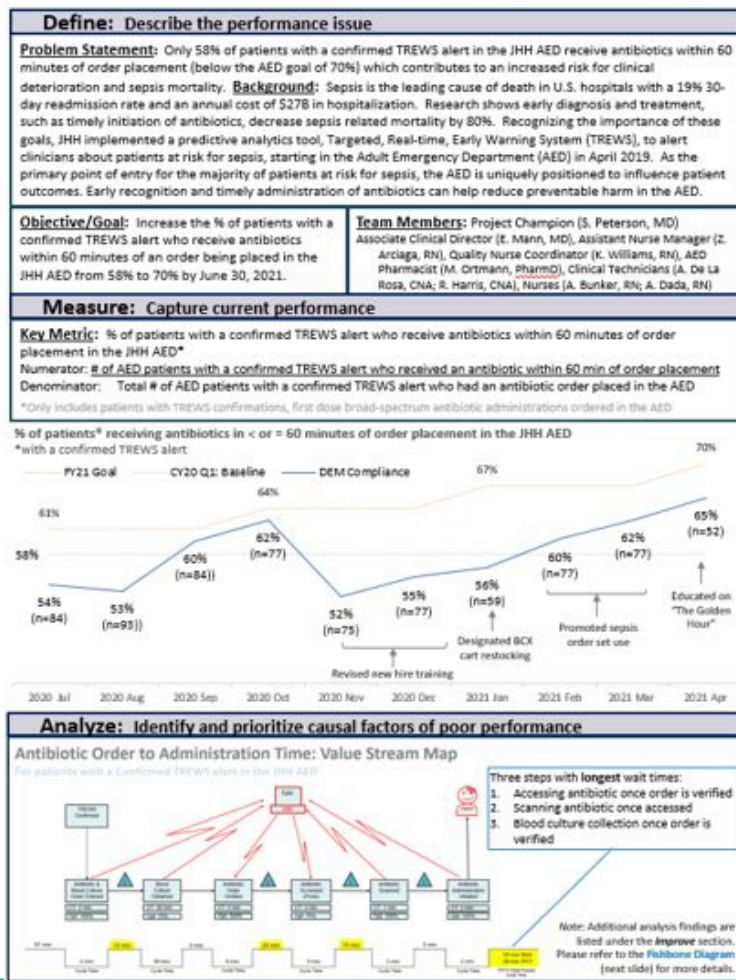 Define: Describe the performance issue
Problem Statement: Only 58% of patients with a confirmed TREWS alert in the JHH AED receive antibiotics within 60
minutes of order placement (below the AED goal of 70%) which contributes to an increased risk for clinical
deterioration and sepsis mortality. Background: Sepsis is the leading cause of death in U.S. hospitals with a 19% 30-
day readmission rate and an annual cost of $27B in hospitalization. Research shows early diagnosis and treatment,
such as timely initiation of antibiotics, decrease sepsis related mortality by 80%. Recognizing the importance of these
goals, JHH implemented a predictive analytics tool, Targeted, Real-time, Early Warning System (TREWS), to alert
clinicians about patients at risk for sepsis, starting in the Adult Emergency Department (AED) in April 2019. As the
primary point of entry for the majority of patients at risk for sepsis, the AED is uniquely positioned to influence patient
outcomes. Early recognition and timely administration of antibiotics can help reduce preventable harm in the AED.
Objective/Goal: Increase the % of patients with a
confirmed TREWS alert who receive antibiotics
within 60 minutes of an order being placed in the
JHH AED from 58% to 70% by June 30, 2021.
Team Members: Project Champion (S. Peterson, MD)
Associate Clinical Director (E. Mann, MD), Assistant Nurse Manager (Z.
Arciaga, RN), Quality Nurse Coordinator (K. Williams, RN), AED
Pharmacist (M. Ortmann, PharmD), Clinical Technicians (A. De La
Rosa, CNA; R. Harris, CNA), Nurses (A. Bunker, RN; A. Dada, RN)
Measure: Capture current performance
Key Metric: % of patients with a confirmed TREWS alert who receive antibiotics within 60 minutes of order
placement in the JHH AED*
Numerator: # of AED patients with a confirmed TREWS alert who received an antibiotic within 60 min of order placement
Denominator: Total # of AED patients with a confirmed TREWS alert who had an antibiotic order placed in the AED
*Only includes patients with TREWS confirmations, first dose broad-spectrum antibiotic administrations ordered in the AED
% of patients* receiving antibiotics in < or = 60 minutes of order placement in the JHH AED
*with a confirmed TREWS alert
FY21 Goal CY20 Q1: Baseline DEM Compliance
70%
67%
64%
61%
58%
54%
(n=84)
53%
(n=93))
60%
(n=84))
62%
(n=77)
52%
(n=75)
55%
(n=77)
56%
(n=59)
60%
(n=77)
62%
(n=77)
65%
(n=52)
Revised new hire training
Designated BCX
cart restocking
Promoted sepsis
order set use
Educated on
"The Golden
Hour"
2020 Jul 2020 Aug 2020 Sep 2020 Oct 2020 Nov 2020 Dec 2021 Jan 2021 Feb 2021 Mar 2021 Apr
Analyze: Identify and prioritize causal factors of poor performance
Antibiotic Order to Administration Time: Value Stream Map
For patients with a Confirmed TREWS alert in the JHH AED
Three steps with longest wait times:
1. Accessing antibiotic once order is verified
2. Scanning antibiotic once accessed
3. Blood culture collection once order is
verified
Note: Additional analysis findings are
listed under the Improve section.
Please refer to the Fishbone Diagram
(next slide) for more details.